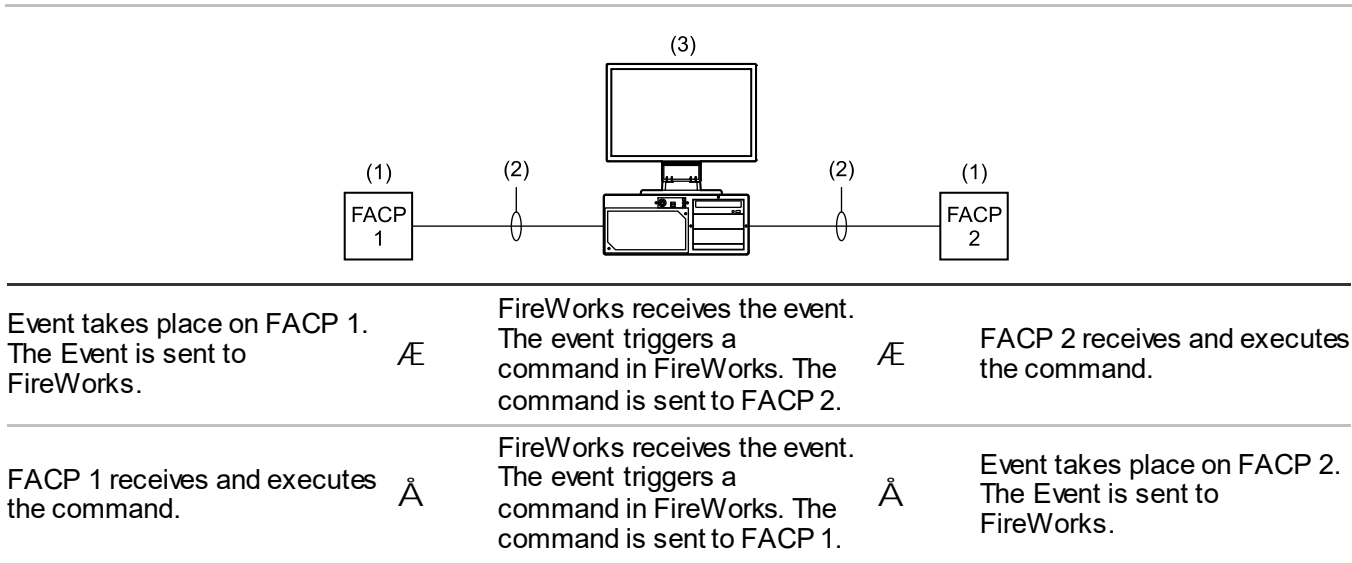 (3)
(1)
(2)
(2)
(1)
FACP
1
FACP
2
Event takes place on FACP 1.
The Event is sent to
FireWorks.
Æ
FireWorks receives the event.
The event triggers a
command in FireWorks. The
command is sent to FACP 2.
Æ
FACP 2 receives and executes
the command.
FACP 1 receives and executes
the command.
Å
FireWorks receives the event.
The event triggers a
command in FireWorks. The
command is sent to FACP 1.
Å
Event takes place on FACP 2.
The Event is sent to
FireWorks.